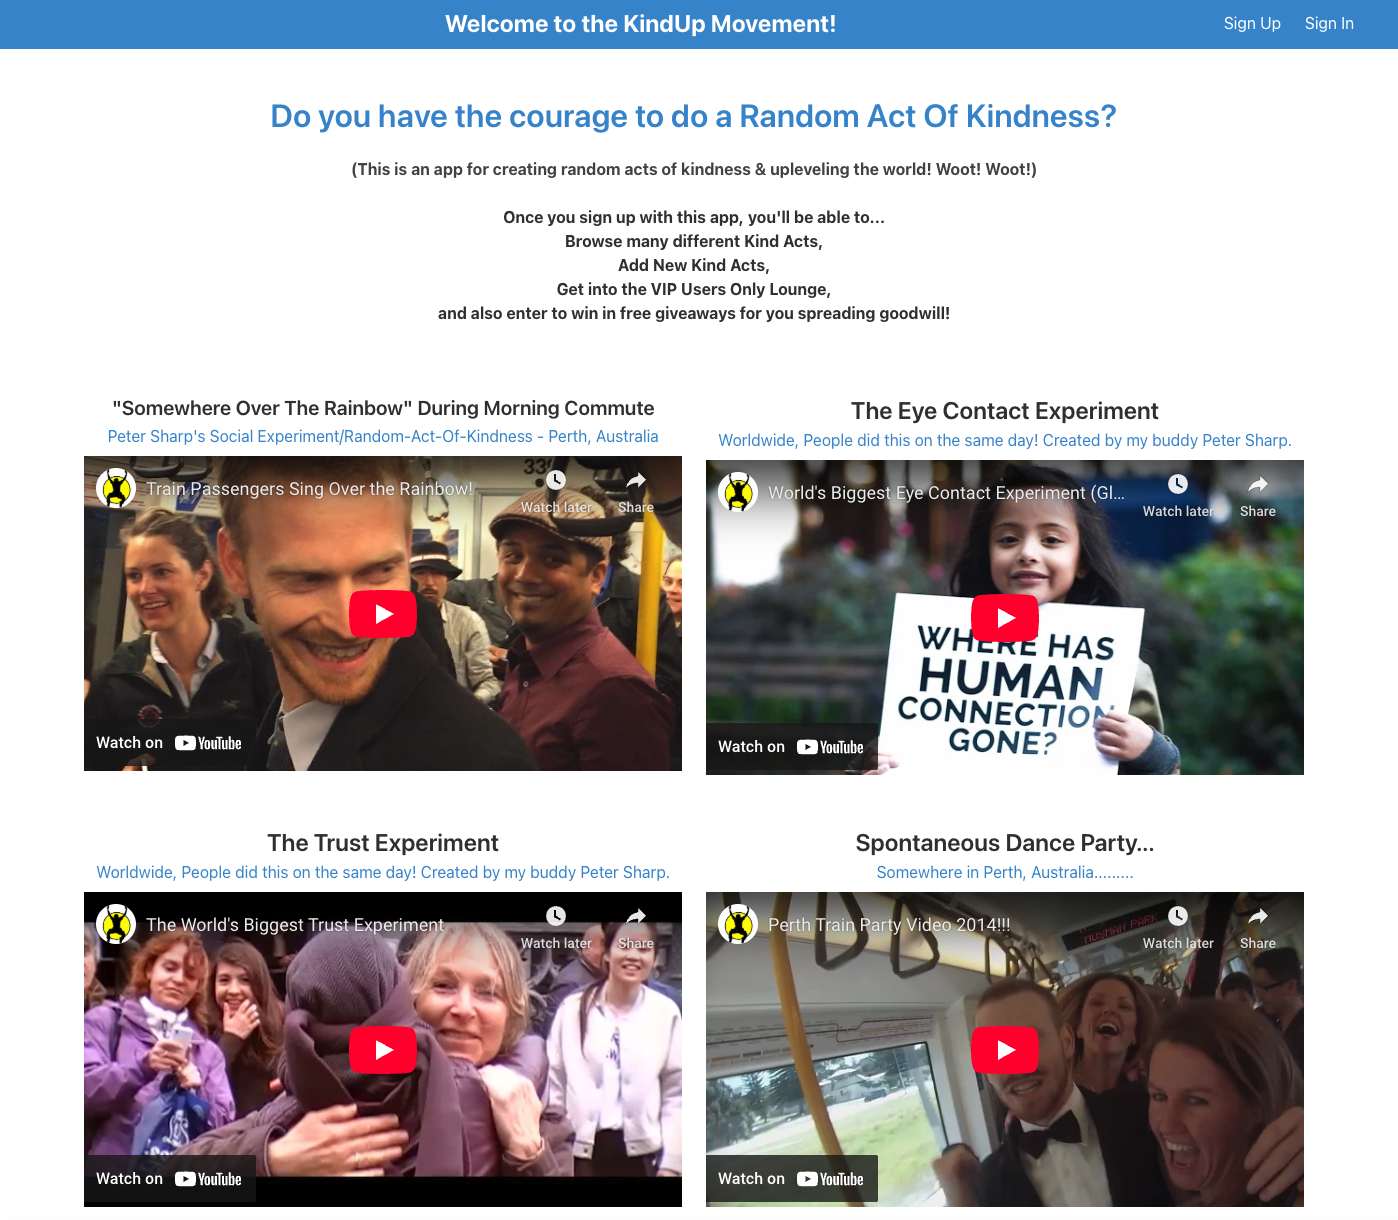 Welcome to the KindUp Movement!
Sign Up
Sign In
Do you have the courage to do a Random Act Of Kindness?
(This is an app for creating random acts of kindness & upleveling the world! Woot! Woot!)
Once you sign up with this app, you'll be able to...
Browse many different Kind Acts,
Add New Kind Acts,
Get into the VIP Users Only Lounge,
and also enter to win in free giveaways for you spreading goodwill!
"Somewhere Over The Rainbow" During Morning Commute
Peter Sharp's Social Experiment/Random-Act-Of-Kindness - Perth, Australia
Train Passengers Sing Over the Rainbow!
Watch later
Share
Watch on YouTube
The Eye Contact Experiment
Worldwide, People did this on the same day! Created by my buddy Peter Sharp.
World's Biggest Eye Contact Experiment (Gl...
Watch later
Share
WHERE HAS
HUMAN
CONNECTION
GONE?
Watch on YouTube
The Trust Experiment
Worldwide, People did this on the same day! Created by my buddy Peter Sharp.
The World's Biggest Trust Experiment
Watch later
Share
Watch on YouTube
Spontaneous Dance Party...
Somewhere in Perth, Australia.........
Perth Train Party Video 2014!!!
Watch later
Share
PARK
Watch on YouTube